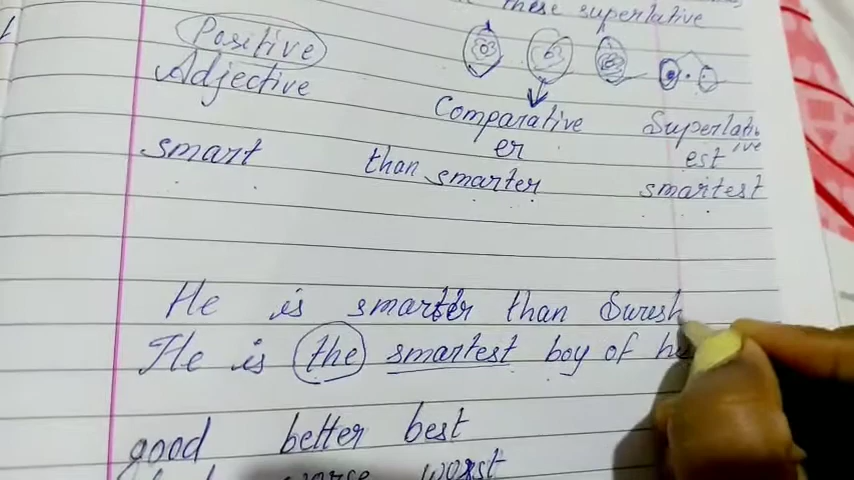 these superlative
Positive
Adjective
Comparative Superlative
er est
smart than smarter smartest
He is smarter than Suresh
He is the smartest boy of
good better best
worse worst